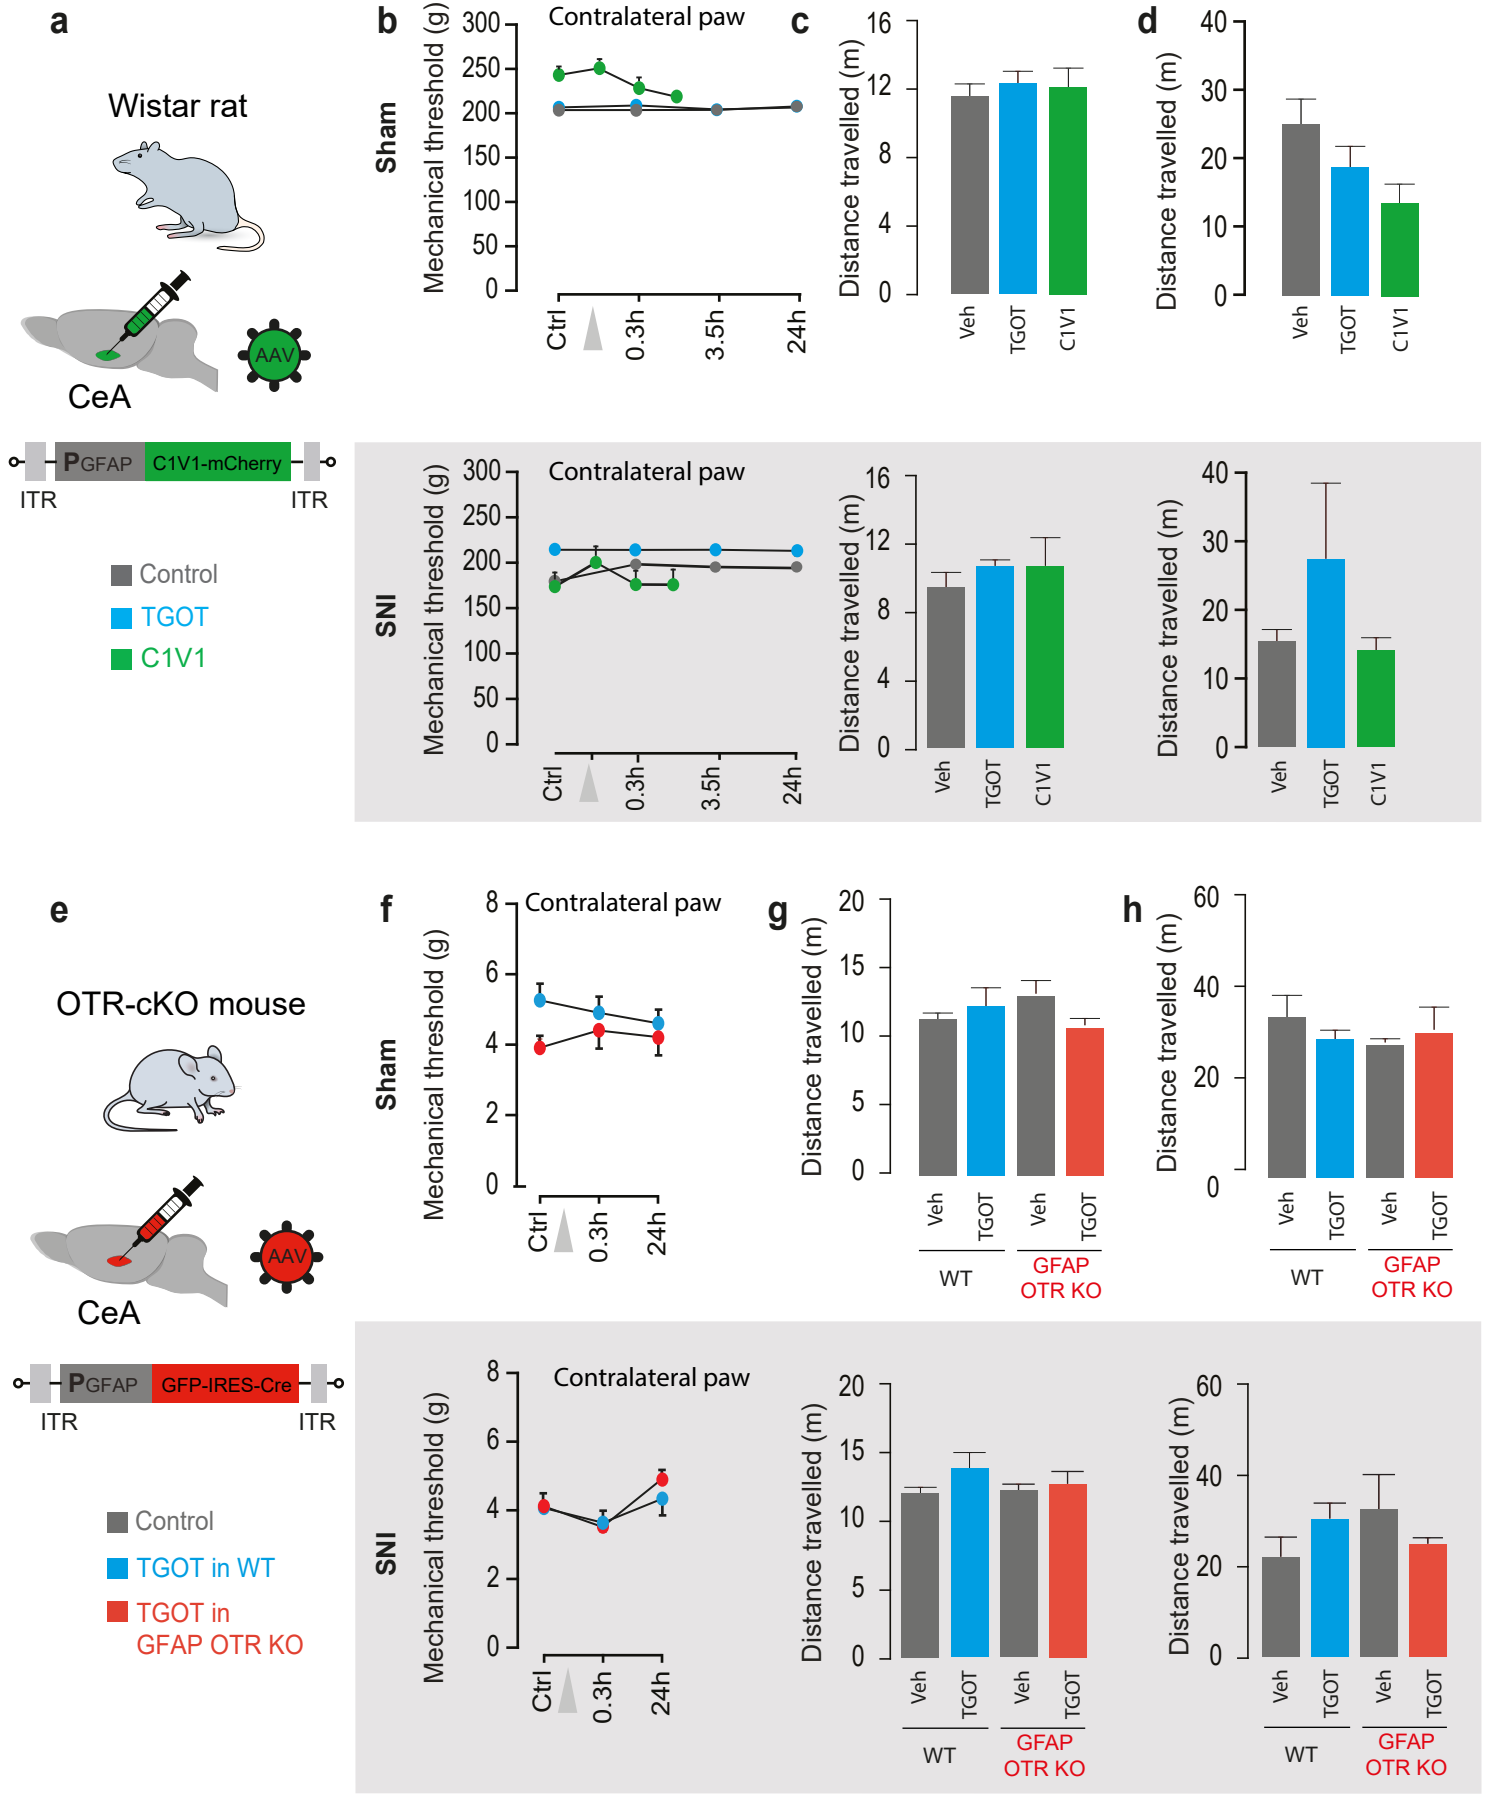 a
Wistar rat
CeA
AAV
PGFAP
C1V1-mCherry
ITR
ITR
Control
TGOT
C1V1
b
Sham
Mechanical threshold (g)
300
250
200
150
100
50
0
Contralateral paw
Ctrl
0.3h
3.5h
24h
c
Distance travelled (m)
16
12
8
4
0
Veh
TGOT
C1V1
d
Distance travelled (m)
40
30
20
10
0
Veh
TGOT
C1V1
SNI
Mechanical threshold (g)
300
250
200
150
100
50
0
Contralateral paw
Ctrl
0.3h
3.5h
24h
Distance travelled (m)
16
12
8
4
0
Veh
TGOT
C1V1
Distance travelled (m)
40
30
20
10
0
Veh
TGOT
C1V1
e
OTR-cKO mouse
CeA
AAV
PGFAP
GFP-IRES-Cre
ITR
ITR
Control
TGOT in WT
TGOT in
GFAP OTR KO
f
Sham
Mechanical threshold (g)
8
6
4
2
0
Contralateral paw
Ctrl
0.3h
24h
g
Distance travelled (m)
20
15
10
5
0
Veh
TGOT
Veh
TGOT
WT
GFAP
OTR KO
h
Distance travelled (m)
60
40
20
0
Veh
TGOT
Veh
TGOT
WT
GFAP
OTR KO
SNI
Mechanical threshold (g)
8
6
4
2
0
Contralateral paw
Ctrl
0.3h
24h
Distance travelled (m)
20
15
10
5
0
Veh
TGOT
Veh
TGOT
WT
GFAP
OTR KO
Distance travelled (m)
60
40
20
0
Veh
TGOT
Veh
TGOT
WT
GFAP
OTR KO